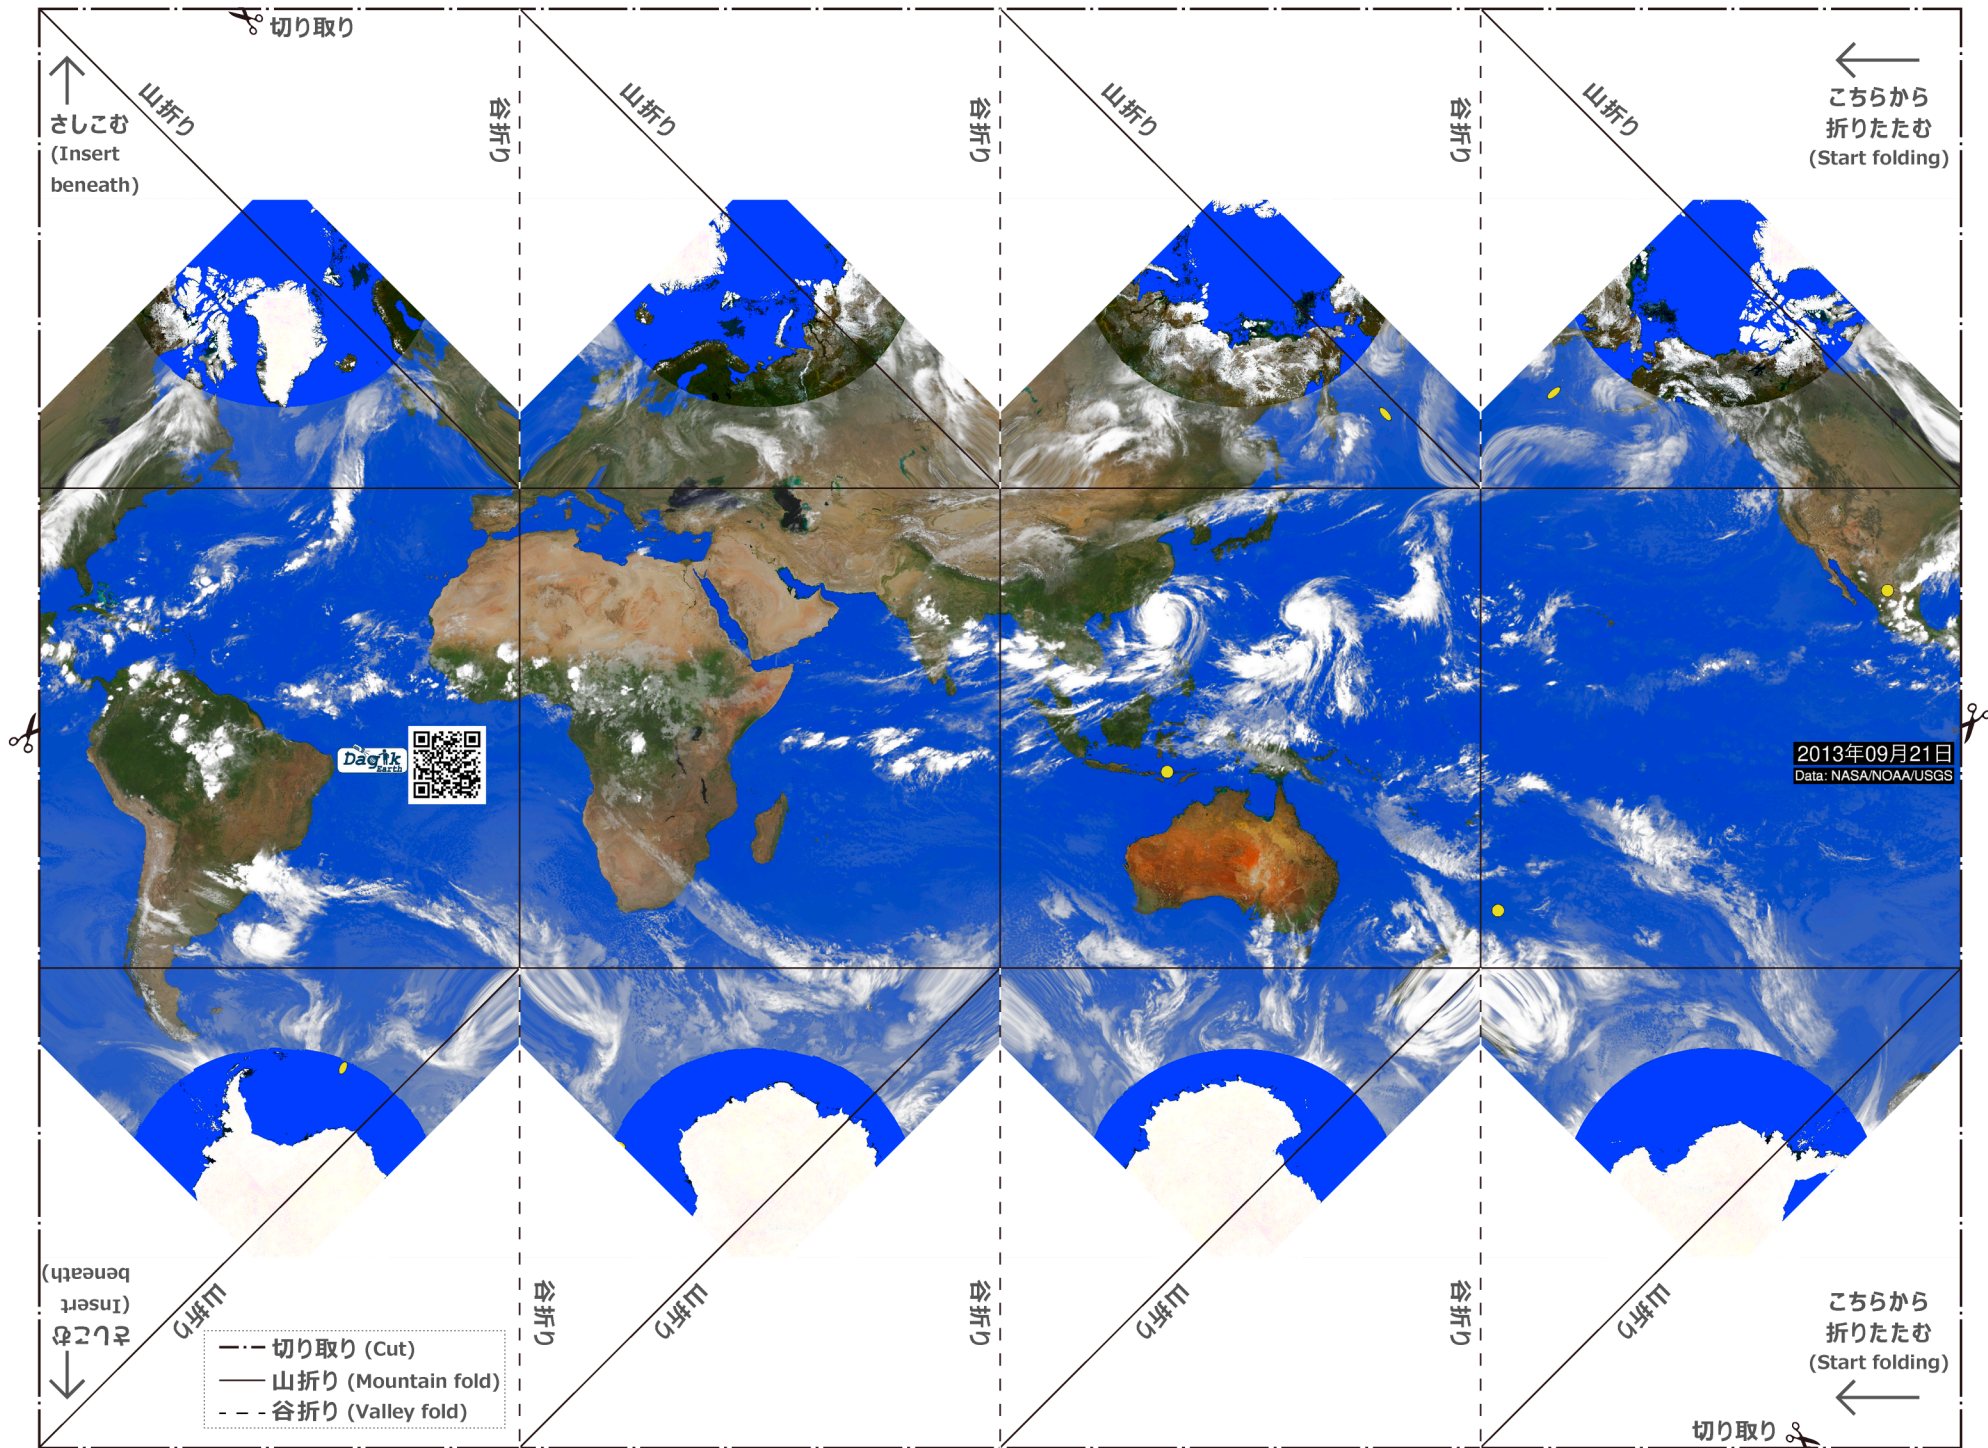 切り取り
さしこむ
(Insert
beneath)
山折り
谷折り
山折り
谷折り
山折り
谷折り
山折り
こちらから
折りたたむ
(Start folding)
Dagik
Earth
2013年09月21日
Data: NASA/NOAA/USGS
さしこむ
(Insert
beneath)
山折り
谷折り
山折り
谷折り
山折り
谷折り
山折り
こちらから
折りたたむ
(Start folding)
切り取り (Cut)
山折り (Mountain fold)
谷折り (Valley fold)
切り取り